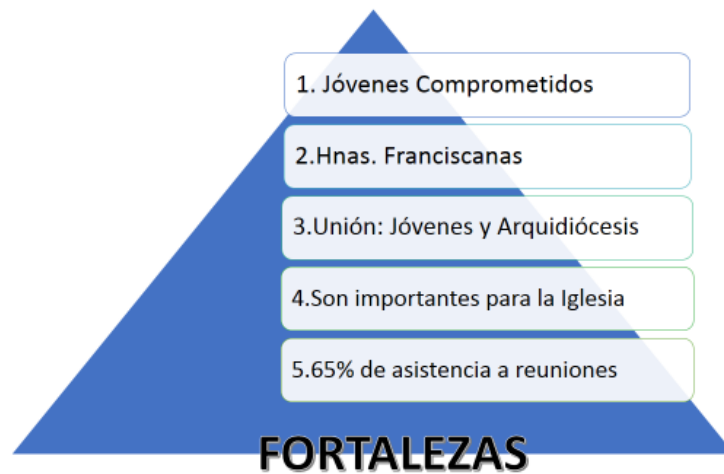 1. Jóvenes Comprometidos
2.Hnas. Franciscanas
3.Unión: Jóvenes y Arquidiócesis
4.Son importantes para la Iglesia
5.65% de asistencia a reuniones
FORTALEZAS